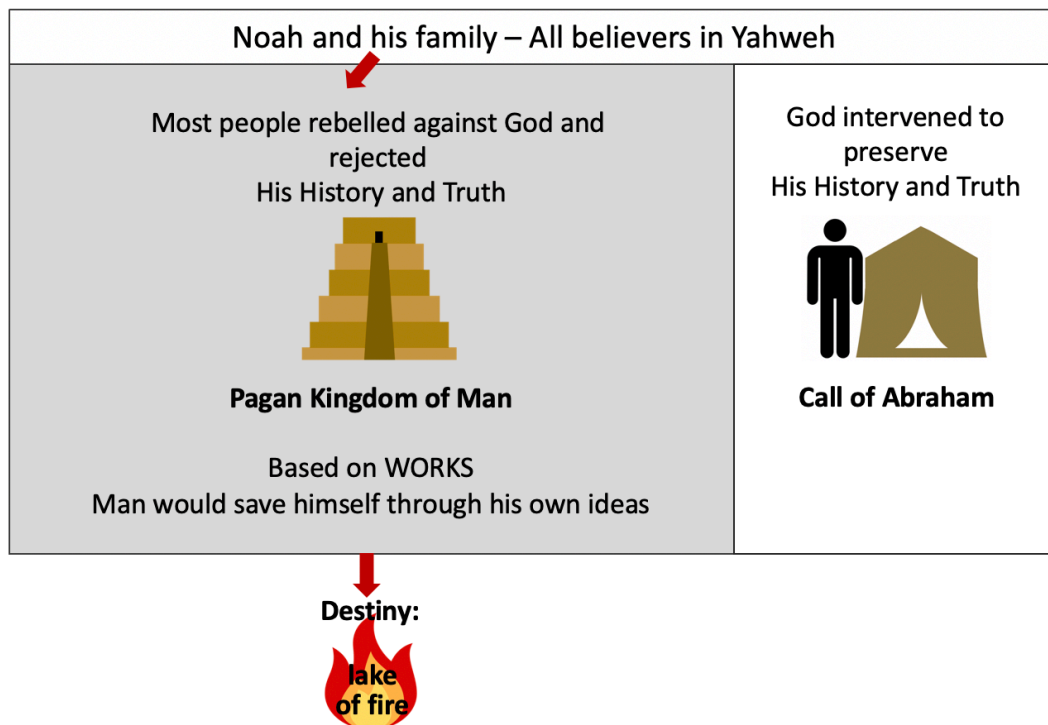 Noah and his family – All believers in Yahweh
Most people rebelled against God and
rejected
His History and Truth
Pagan Kingdom of Man
Based on WORKS
Man would save himself through his own ideas
God intervened to
preserve
His History and Truth
Call of Abraham
Destiny:
lake
of fire